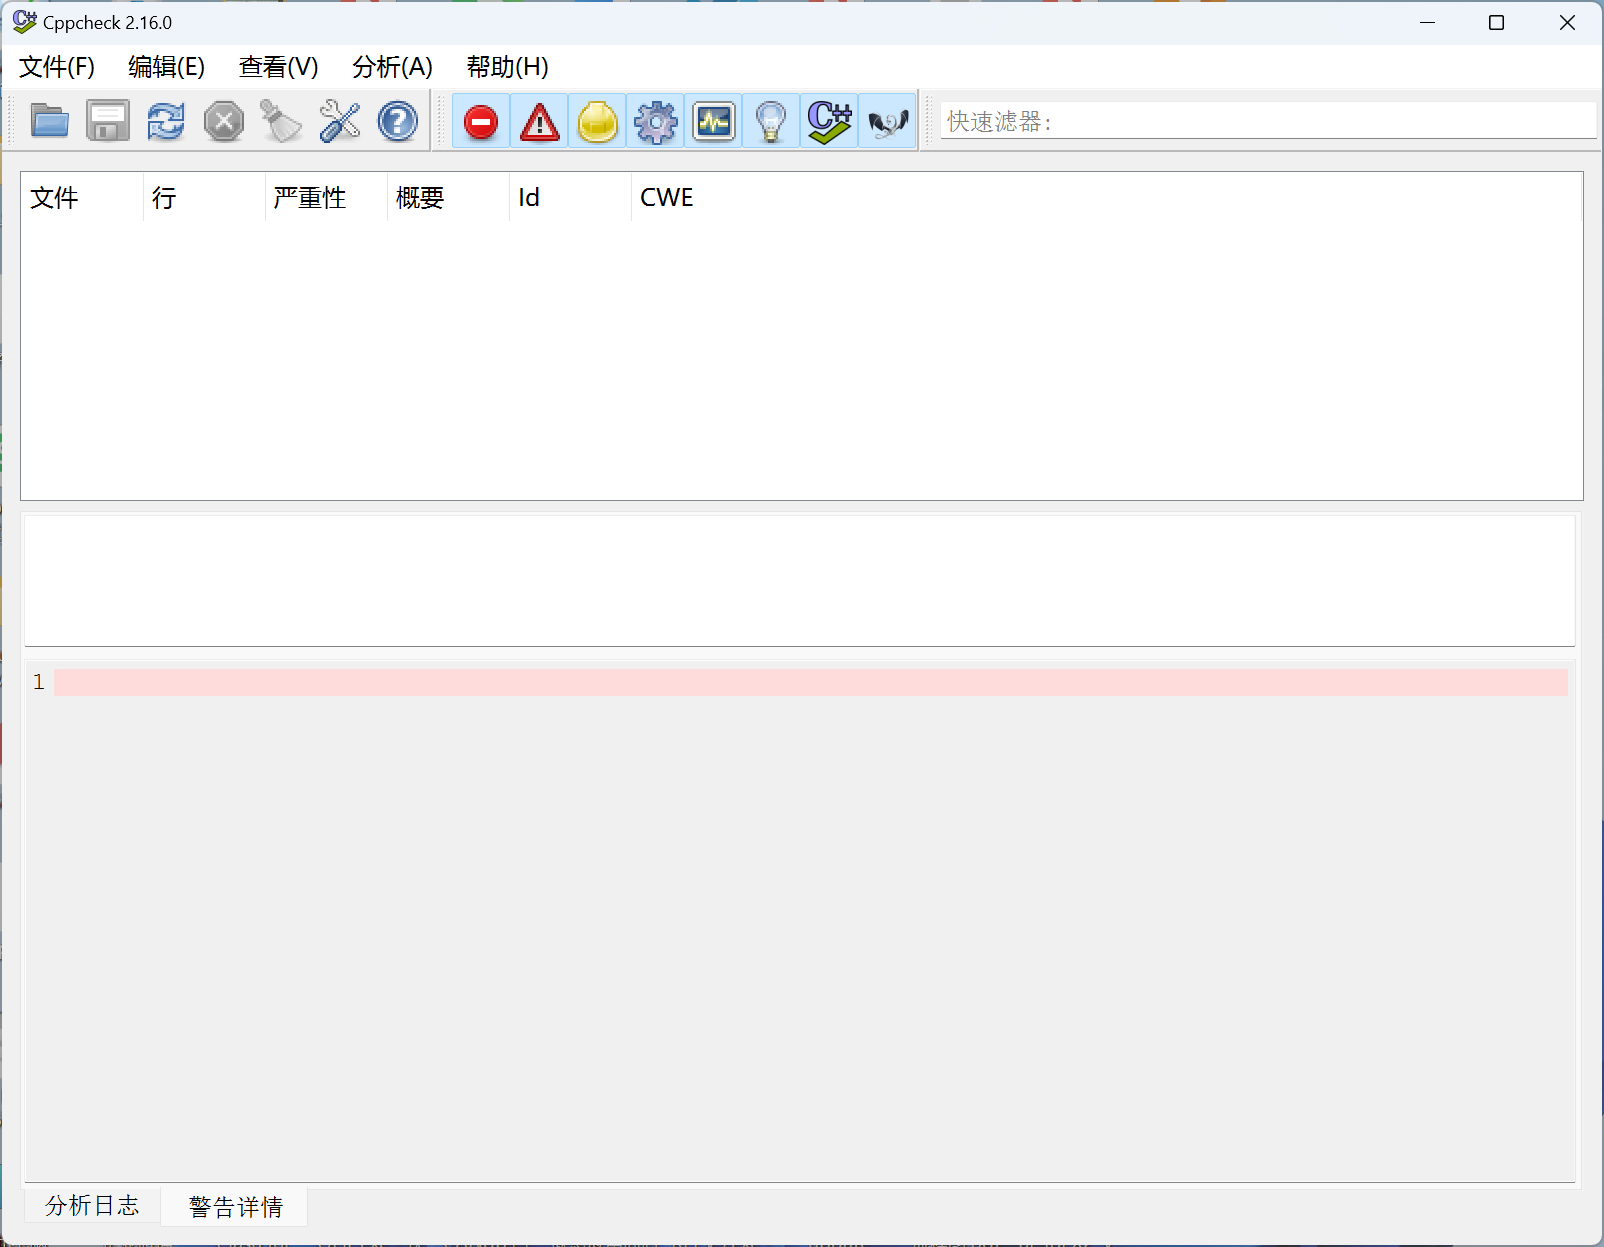 Cppcheck 2.16.0
文件(F) 编辑(E) 查看(V) 分析(A) 帮助(H)
C++ 快速滤器:
文件 行 严重性 概要 Id CWE
1
分析日志 警告详情